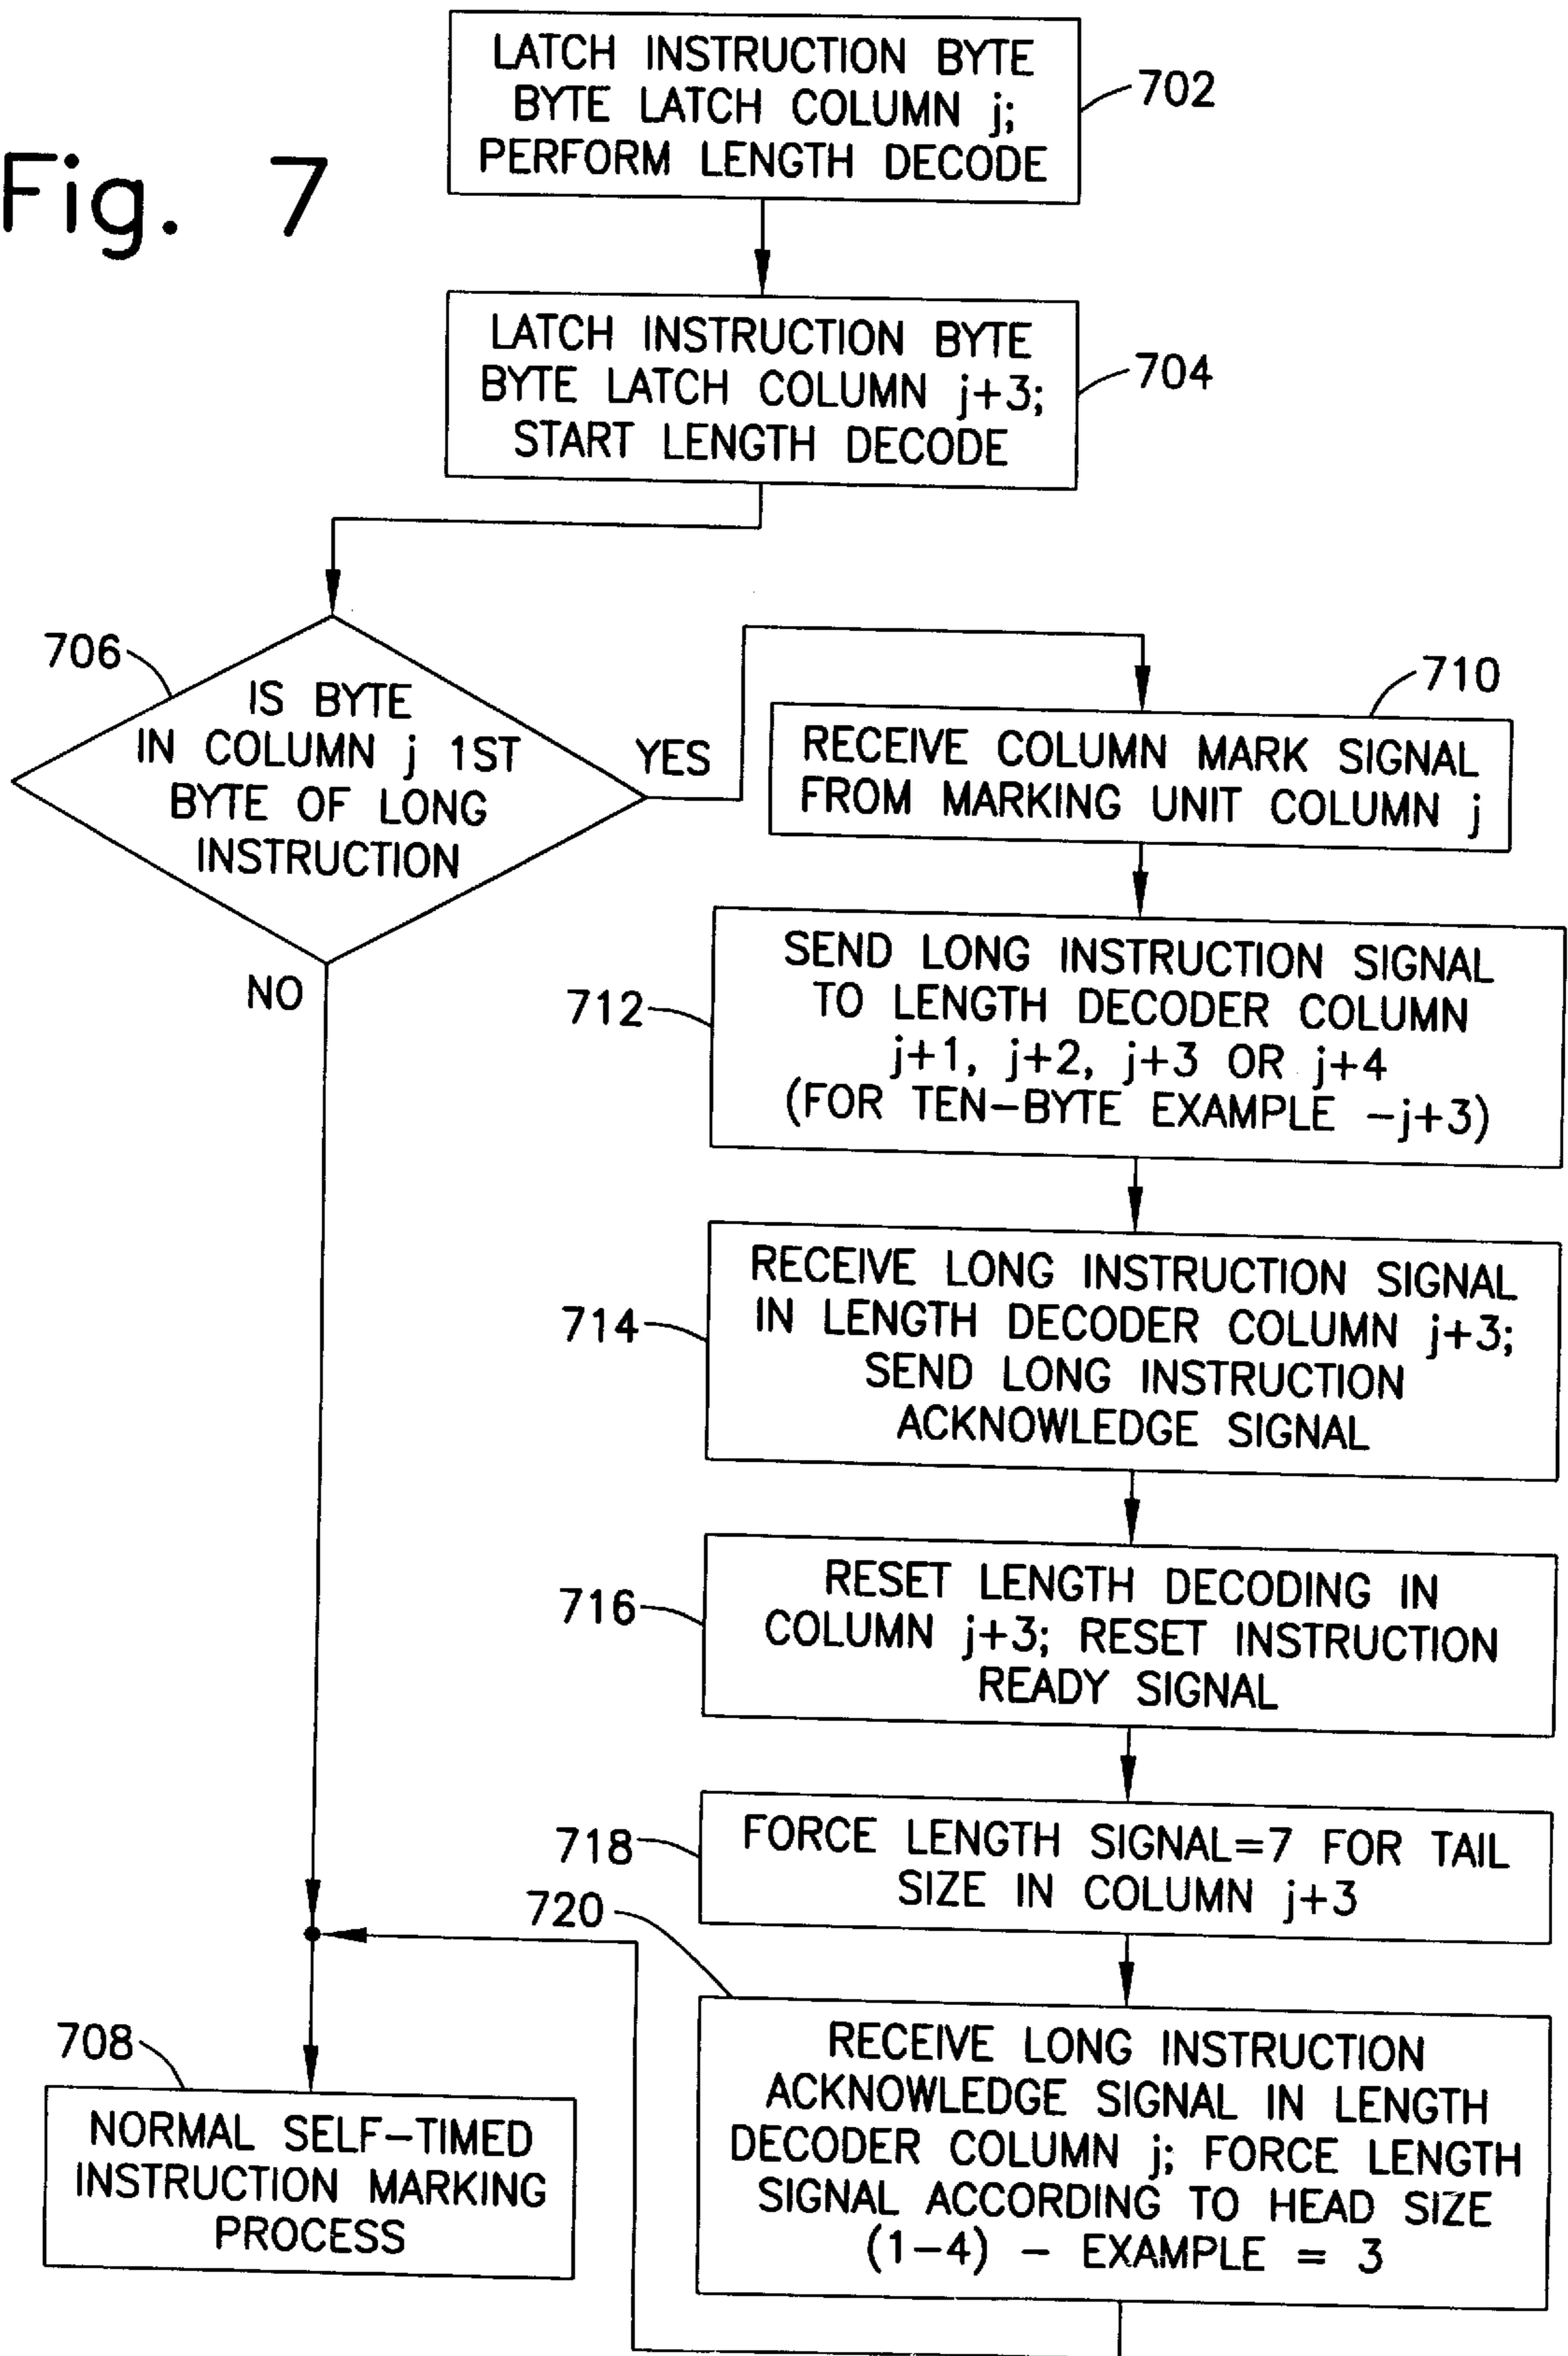 Fig. 7
LATCH INSTRUCTION BYTE
BYTE LATCH COLUMN j;
PERFORM LENGTH DECODE
702
LATCH INSTRUCTION BYTE
BYTE LATCH COLUMN j+3;
START LENGTH DECODE
704
706
IS BYTE
IN COLUMN j 1ST
BYTE OF LONG
INSTRUCTION
YES
NO
710
RECEIVE COLUMN MARK SIGNAL
FROM MARKING UNIT COLUMN j
712
SEND LONG INSTRUCTION SIGNAL
TO LENGTH DECODER COLUMN
j+1, j+2, j+3 OR j+4
(FOR TEN-BYTE EXAMPLE -j+3)
714
RECEIVE LONG INSTRUCTION SIGNAL
IN LENGTH DECODER COLUMN j+3;
SEND LONG INSTRUCTION
ACKNOWLEDGE SIGNAL
716
RESET LENGTH DECODING IN
COLUMN j+3; RESET INSTRUCTION
READY SIGNAL
718
FORCE LENGTH SIGNAL=7 FOR TAIL
SIZE IN COLUMN j+3
720
RECEIVE LONG INSTRUCTION
ACKNOWLEDGE SIGNAL IN LENGTH
DECODER COLUMN j; FORCE LENGTH
SIGNAL ACCORDING TO HEAD SIZE
(1-4) - EXAMPLE = 3
708
NORMAL SELF-TIMED
INSTRUCTION MARKING
PROCESS